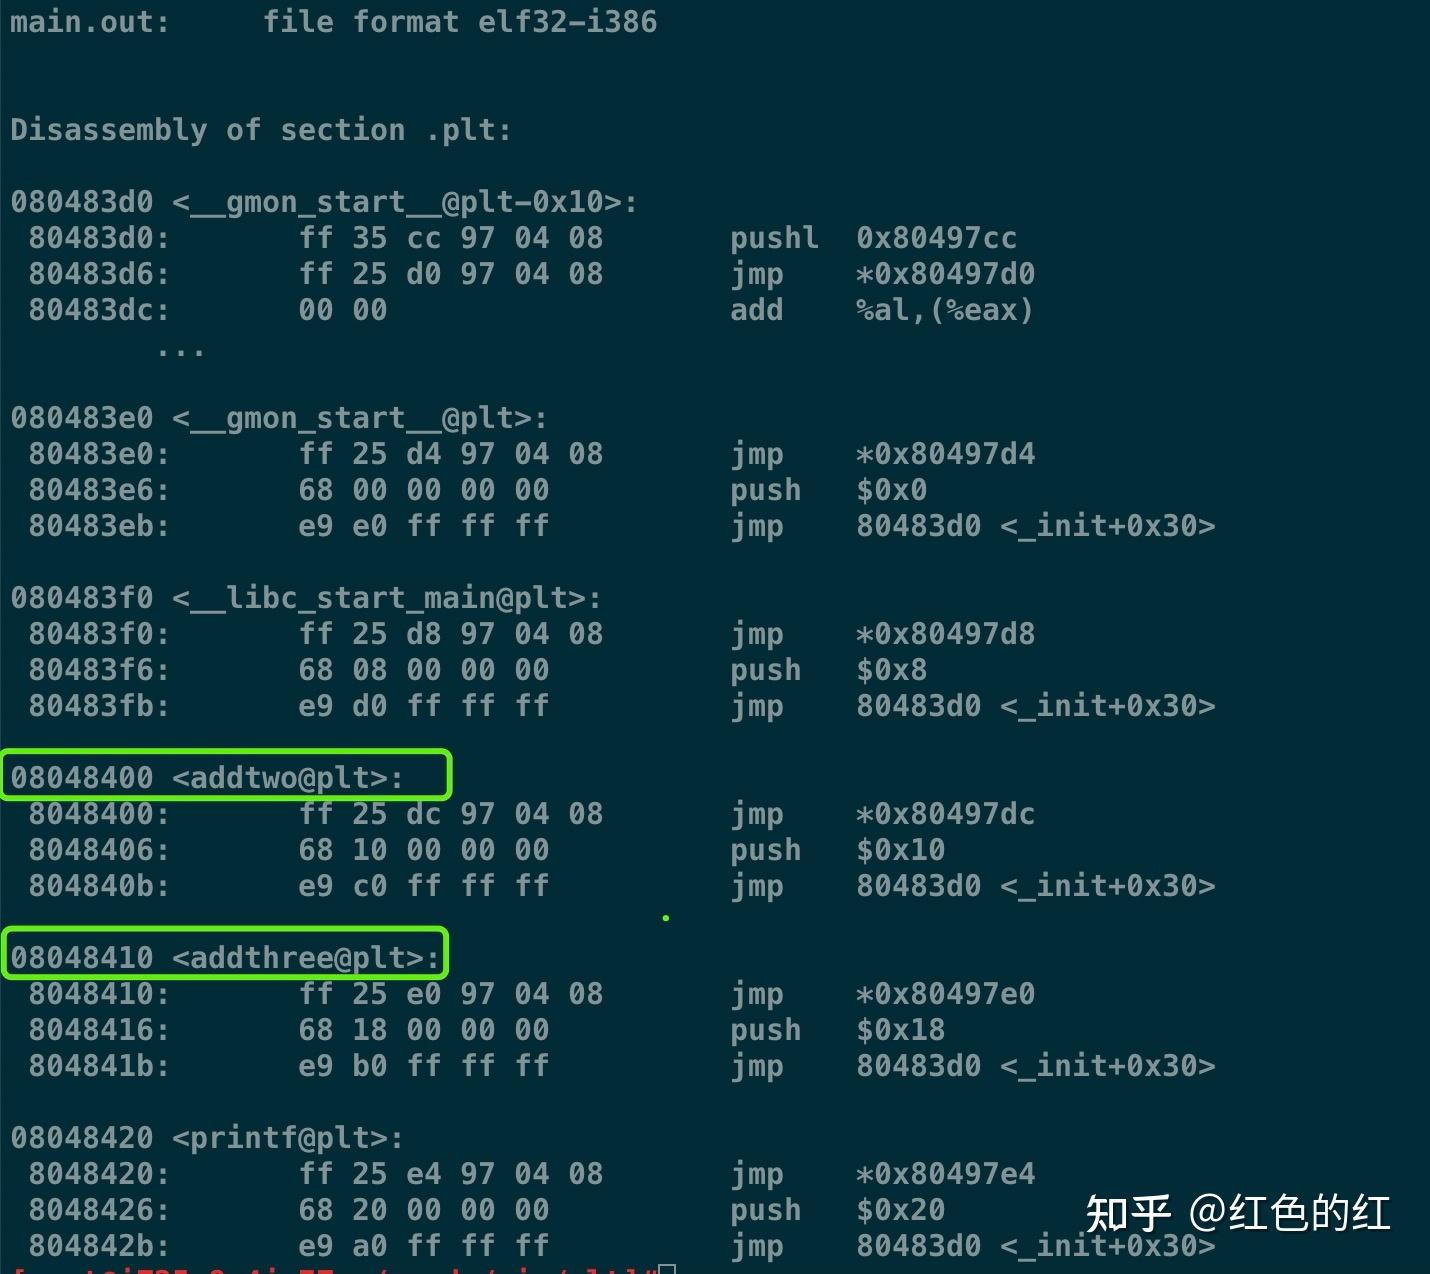 main.out:     file format elf32-i386
Disassembly of section .plt:
080483d0 <__gmon_start__@plt-0x10>:
 80483d0:       ff 35 cc 97 04 08       pushl  0x80497cc
 80483d6:       ff 25 d0 97 04 08       jmp    *0x80497d0
 80483dc:       00 00                   add    %al,(%eax)
        ...
080483e0 <__gmon_start__@plt>:
 80483e0:       ff 25 d4 97 04 08       jmp    *0x80497d4
 80483e6:       68 00 00 00 00          push   $0x0
 80483eb:       e9 e0 ff ff ff          jmp    80483d0 <_init+0x30>
080483f0 <__libc_start_main@plt>:
 80483f0:       ff 25 d8 97 04 08       jmp    *0x80497d8
 80483f6:       68 08 00 00 00          push   $0x8
 80483fb:       e9 d0 ff ff ff          jmp    80483d0 <_init+0x30>
08048400 <addtwo@plt>:
 8048400:       ff 25 dc 97 04 08       jmp    *0x80497dc
 8048406:       68 10 00 00 00          push   $0x10
 804840b:       e9 c0 ff ff ff          jmp    80483d0 <_init+0x30>
08048410 <addthree@plt>:
 8048410:       ff 25 e0 97 04 08       jmp    *0x80497e0
 8048416:       68 18 00 00 00          push   $0x18
 804841b:       e9 b0 ff ff ff          jmp    80483d0 <_init+0x30>
08048420 <printf@plt>:
 8048420:       ff 25 e4 97 04 08       jmp    *0x80497e4
 8048426:       68 20 00 00 00          push   $0x20
 804842b:       e9 a0 ff ff ff          jmp    80483d0 <_init+0x30>
知乎 @红色的红